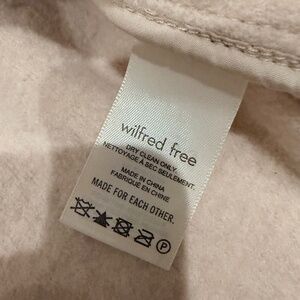 wilfred free
DRY CLEAN ONLY
NETTOYAGE À SEC SEULEMENT.
MADE IN CHINA
FABRIQUÉ EN CHINE
MADE FOR EACH OTHER.
P